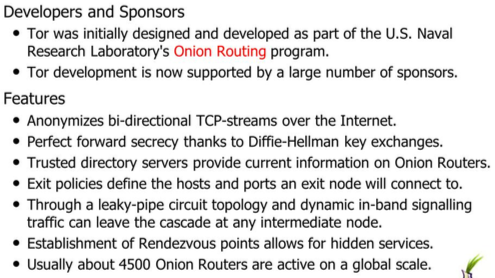 Developers and Sponsors
• Tor was initially designed and developed as part of the U.S. Naval
Research Laboratory's Onion Routing program.
• Tor development is now supported by a large number of sponsors.
Features
• Anonymizes bi-directional TCP-streams over the Internet.
• Perfect forward secrecy thanks to Diffie-Hellman key exchanges.
• Trusted directory servers provide current information on Onion Routers.
• Exit policies define the hosts and ports an exit node will connect to.
• Through a leaky-pipe circuit topology and dynamic in-band signalling
traffic can leave the cascade at any intermediate node.
• Establishment of Rendezvous points allows for hidden services.
• Usually about 4500 Onion Routers are active on a global scale.